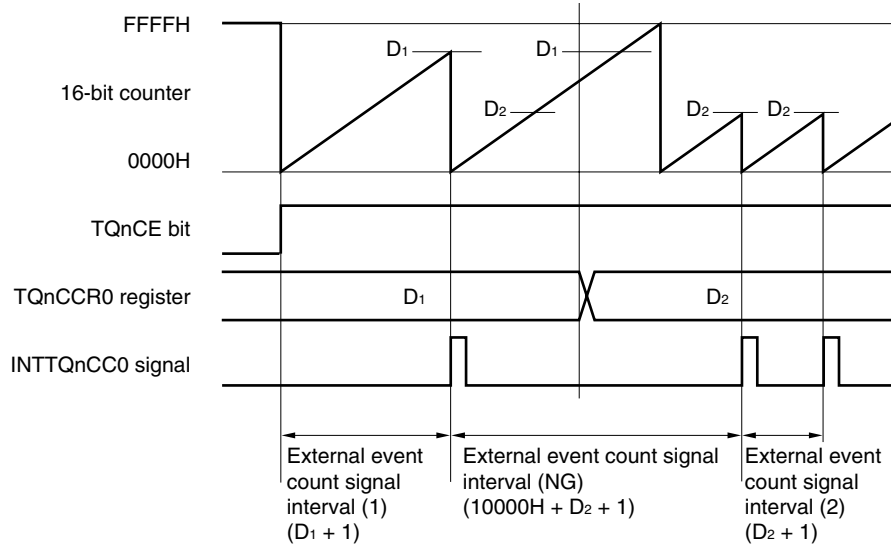 FFFFH
D1
D1
16-bit counter
D2
D2
D2
0000H
TQnCE bit
TQnCCR0 register
D1
D2
INTTQnCC0 signal
External event
count signal
interval (1)
(D1 + 1)
External event count signal
interval (NG)
(10000H + D2 + 1)
External event
count signal
interval (2)
(D2 + 1)